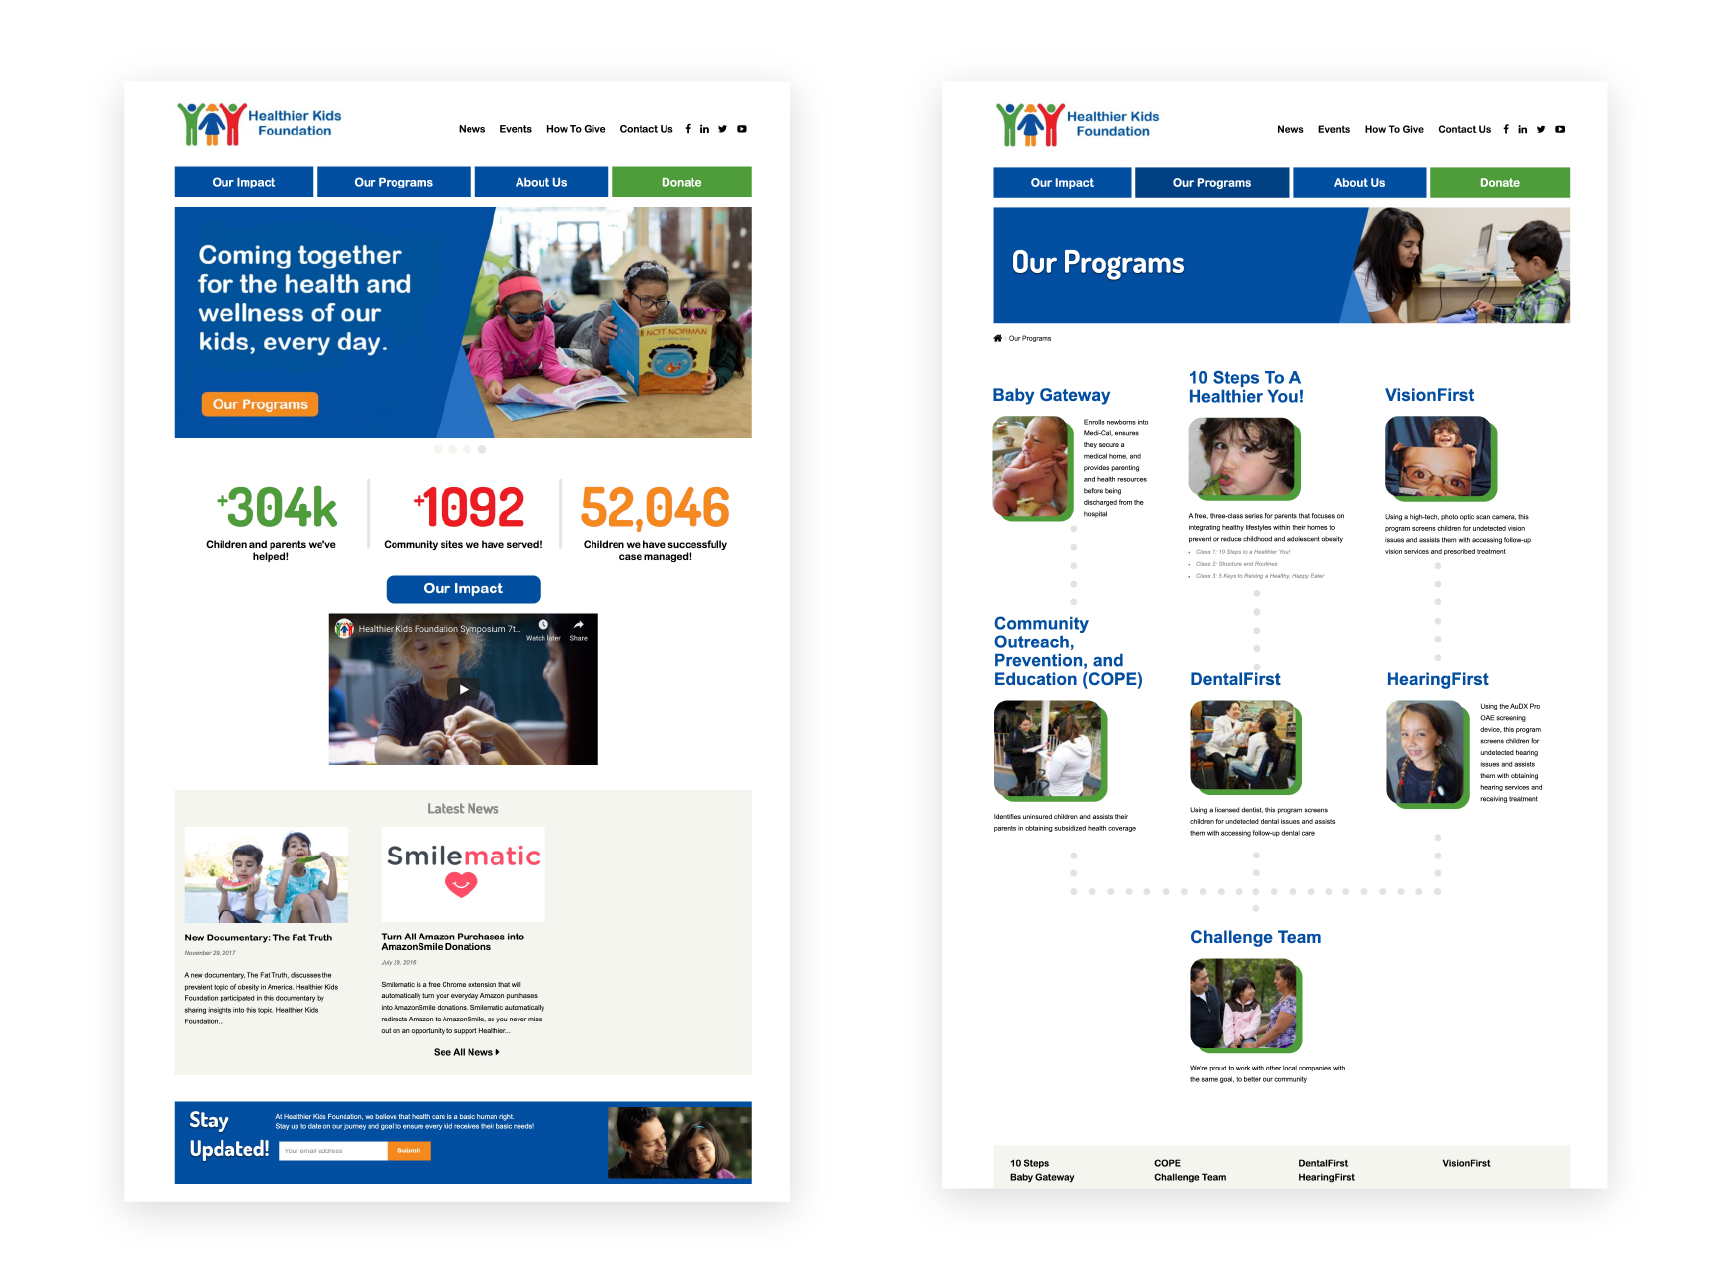 Healthier Kids
Foundation
News Events How To Give Contact Us
Our Impact Our Programs About Us Donate
Coming together
for the health and
wellness of our
kids, every day.
NOT NORMAN
Our Programs
+304k
Children and parents we've
helped!
+1092
Community sites we have served!
52,046
Children we have successfully
case managed!
Our Impact
Healthier Kids Foundation Symposium 7t...
Watch later Share
Latest News
New Documentary: The Fat Truth
November 29, 2017
A new documentary, The Fat Truth, discusses the
prevalent topic of obesity in America. Healthier Kids
Foundation participated in this documentary by
sharing insights into this topic. Healthier Kids
Foundation...
Smilematic
Turn All Amazon Purchases into
AmazonSmile Donations
July 19, 2016
Smilematic is a free Chrome extension that will
automatically turn your everyday Amazon purchases
into AmazonSmile donations. Smilematic automatically
redirects Amazon to AmazonSmile, so you never miss
out on an opportunity to support Healthier...
See All News
Stay
Updated!
At Healthier Kids Foundation, we believe that health care is a basic human right.
Stay up to date on our journey and goal to ensure every kid receives their basic needs!
Your email address
Submit
Healthier Kids
Foundation
News Events How To Give Contact Us
Our Impact Our Programs About Us Donate
Our Programs
Our Programs
Baby Gateway
Enrolls newborns into
Medi-Cal, ensures
they secure a
medical home, and
provides parenting
and health resources
before being
discharged from the
hospital
10 Steps To A
Healthier You!
A free, three-class series for parents that focuses on
integrating healthy lifestyles within their homes to
prevent or reduce childhood and adolescent obesity
• Class 1: 10 Steps to a Healthier You!
• Class 2: Structure and Routines
• Class 3: 5 Keys to Raising a Healthy, Happy Eater
VisionFirst
Using a high-tech, photo optic scan camera, this
program screens children for undetected vision
issues and assists them with accessing follow-up
vision services and prescribed treatment
Community
Outreach,
Prevention, and
Education (COPE)
Identifies uninsured children and assists their
parents in obtaining subsidized health coverage
DentalFirst
Using a licensed dentist, this program screens
children for undetected dental issues and assists
them with accessing follow-up dental care
HearingFirst
Using the AuDX Pro
OAE screening
device, this program
screens children for
undetected hearing
issues and assists
them with obtaining
hearing services and
receiving treatment
Challenge Team
We're proud to work with other local companies with
the same goal, to better our community
10 Steps COPE DentalFirst VisionFirst
Baby Gateway Challenge Team HearingFirst